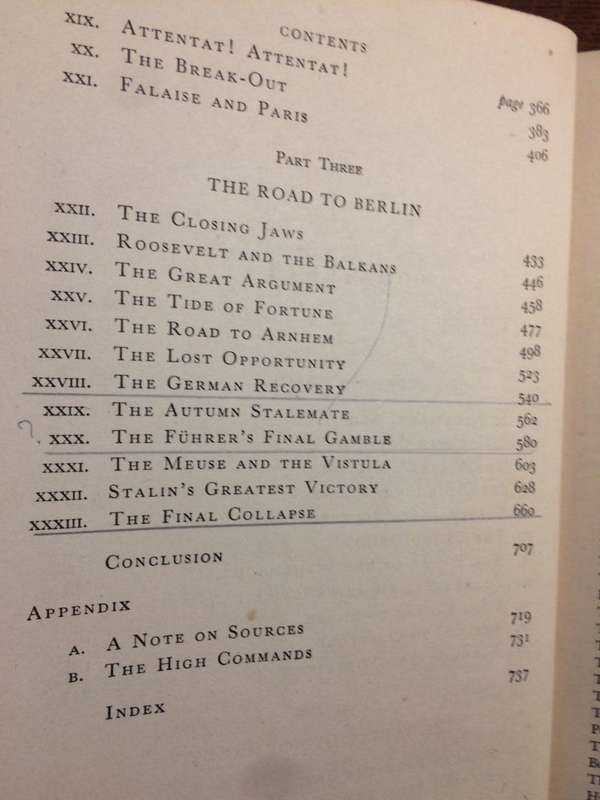 CONTENTS
XIX. ATTENTAT! ATTENTAT! page 366
XX. THE BREAK-OUT 383
XXI. FALAISE AND PARIS 406
PART THREE
THE ROAD TO BERLIN
XXII. THE CLOSING JAWS 433
XXIII. ROOSEVELT AND THE BALKANS 446
XXIV. THE GREAT ARGUMENT 458
XXV. THE TIDE OF FORTUNE 477
XXVI. THE ROAD TO ARNHEM 498
XXVII. THE LOST OPPORTUNITY 523
XXVIII. THE GERMAN RECOVERY 540
XXIX. THE AUTUMN STALEMATE 562
? XXX. THE FÜHRER'S FINAL GAMBLE 580
XXXI. THE MEUSE AND THE VISTULA 603
XXXII. STALIN'S GREATEST VICTORY 628
XXXIII. THE FINAL COLLAPSE 660
CONCLUSION 707
APPENDIX
A. A NOTE ON SOURCES 719
B. THE HIGH COMMANDS 731
INDEX 737